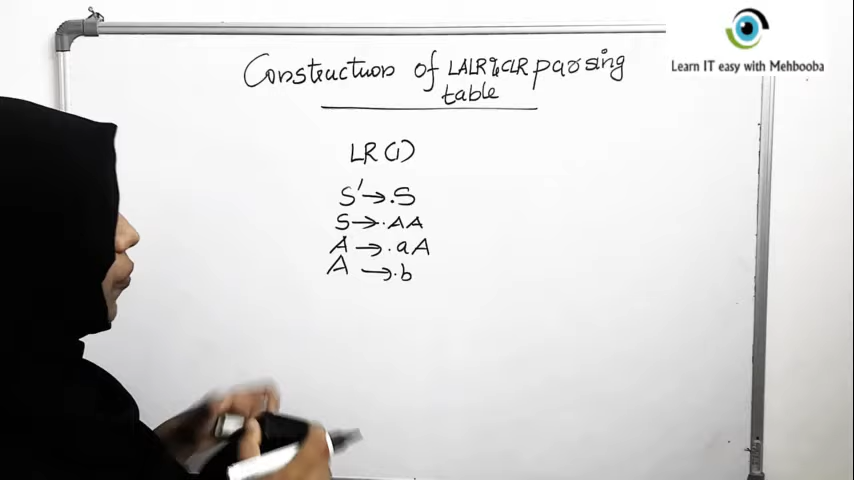 Construction of LALR & CLR parsing
table
Learn IT easy with Mehbooba
LR (1)
S' → .S
S → .AA
A → .aA
A → .b